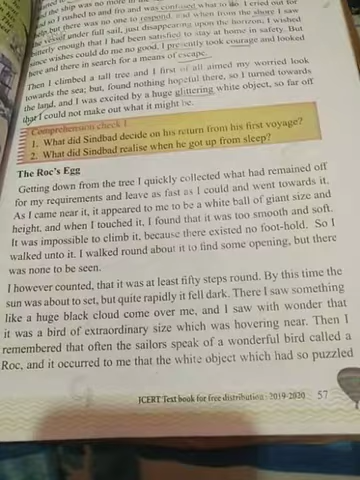 the ship was no more in
so I rushed to and fro and was confused what to do. I cried out for
help but there was no one to respond, and when from the shore I saw
the vessel under full sail, just disappearing upon the horizon, I wished
bitterly enough that I had been satisfied to stay at home in safety. But
since wishes could do me no good, I presently took courage and looked
here and there in search for a means of escape.
Then I climbed a tall tree and I first of all aimed my worried look
towards the sea; but, found nothing hopeful there, so I turned towards
the land, and I was excited by a huge glittering white object, so far off
that I could not make out what it might be.
Comprehension check 1
1. What did Sindbad decide on his return from his first voyage?
2. What did Sindbad realise when he got up from sleep?
The Roc's Egg
Getting down from the tree I quickly collected what had remained off
for my requirements and leave as fast as I could and went towards it.
As I came near it, it appeared to me to be a white ball of giant size and
height, and when I touched it, I found that it was too smooth and soft.
It was impossible to climb it, because there existed no foot-hold. So I
walked unto it. I walked round about it to find some opening, but there
was none to be seen.
I however counted, that it was at least fifty steps round. By this time the
sun was about to set, but quite rapidly it fell dark. There I saw something
like a huge black cloud come over me, and I saw with wonder that
it was a bird of extraordinary size which was hovering near. Then I
remembered that often the sailors speak of a wonderful bird called a
Roc, and it occurred to me that the white object which had so puzzled
JCERT Text book for free distribution - 2019-2020 57